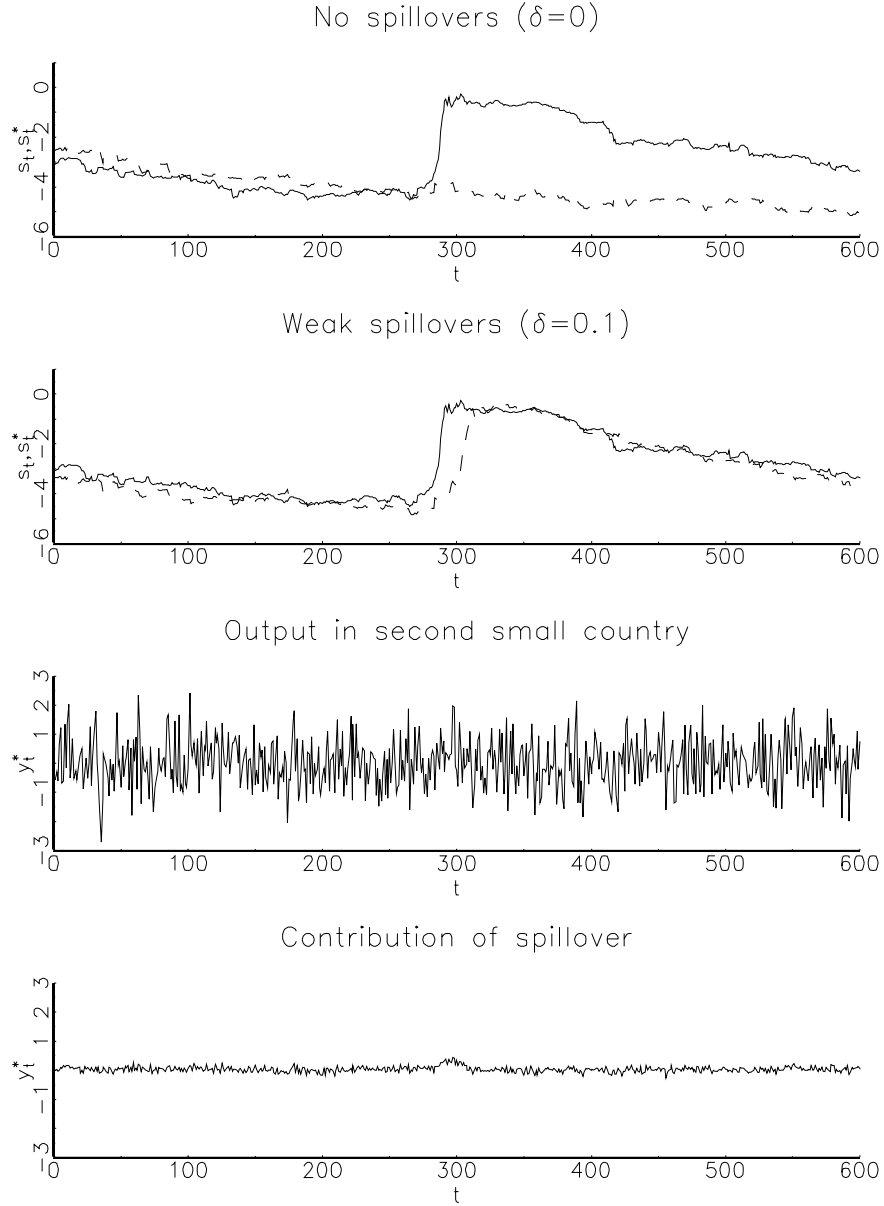 No spillovers (δ=0)
s_t,s_t^*
0
−2
−4
−6
0 100 200 300 400 500 600
t
Weak spillovers (δ=0.1)
s_t,s_t^*
0
−2
−4
−6
0 100 200 300 400 500 600
t
Output in second small country
y_t^*
3
2
1
−1
−3
0 100 200 300 400 500 600
t
Contribution of spillover
y_t^*
3
2
1
−1
−3
0 100 200 300 400 500 600
t